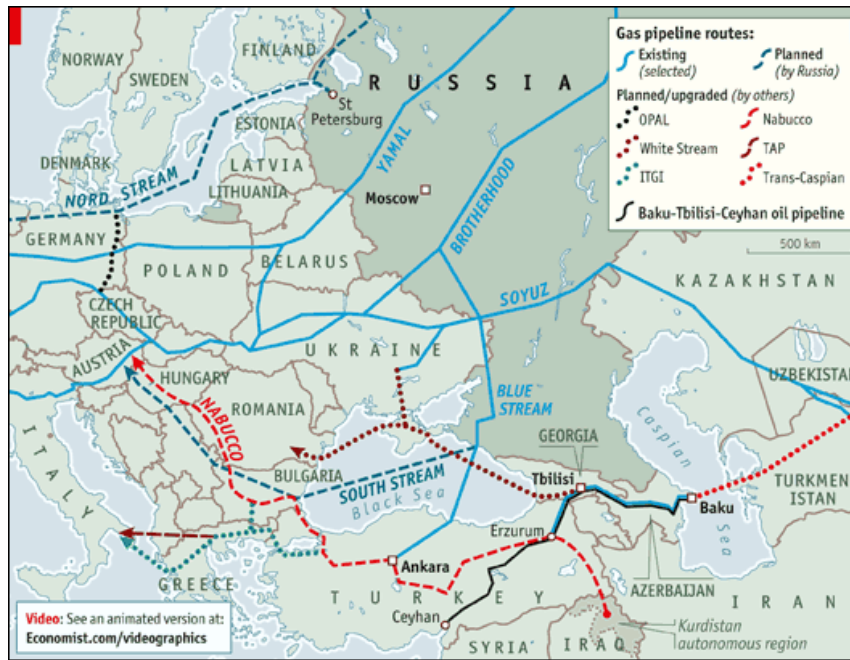 NORWAY
SWEDEN
FINLAND
RUSSIA
St
Petersburg
ESTONIA
LATVIA
LITHUANIA
DENMARK
NORD STREAM
YAMAL
Moscow
BROTHERHOOD
GERMANY
POLAND
BELARUS
CZECH
REPUBLIC
SOYUZ
KAZAKHSTAN
AUSTRIA
UKRAINE
HUNGARY
ROMANIA
BLUE
STREAM
UZBEKISTAN
NABUCCO
ITALY
BULGARIA
SOUTH STREAM
Black Sea
GEORGIA
Tbilisi
Caspian
Sea
Baku
TURKMEN
ISTAN
Erzurum
Ankara
AZERBAIJAN
GREECE
TURKEY
Ceyhan
SYRIA
IRAQ
IRAN
Kurdistan
autonomous region
Gas pipeline routes:
Existing
(selected)
Planned
(by Russia)
Planned/upgraded (by others)
OPAL
Nabucco
White Stream
TAP
ITGI
Trans-Caspian
Baku-Tbilisi-Ceyhan oil pipeline
500 km
Video: See an animated version at:
Economist.com/videographics